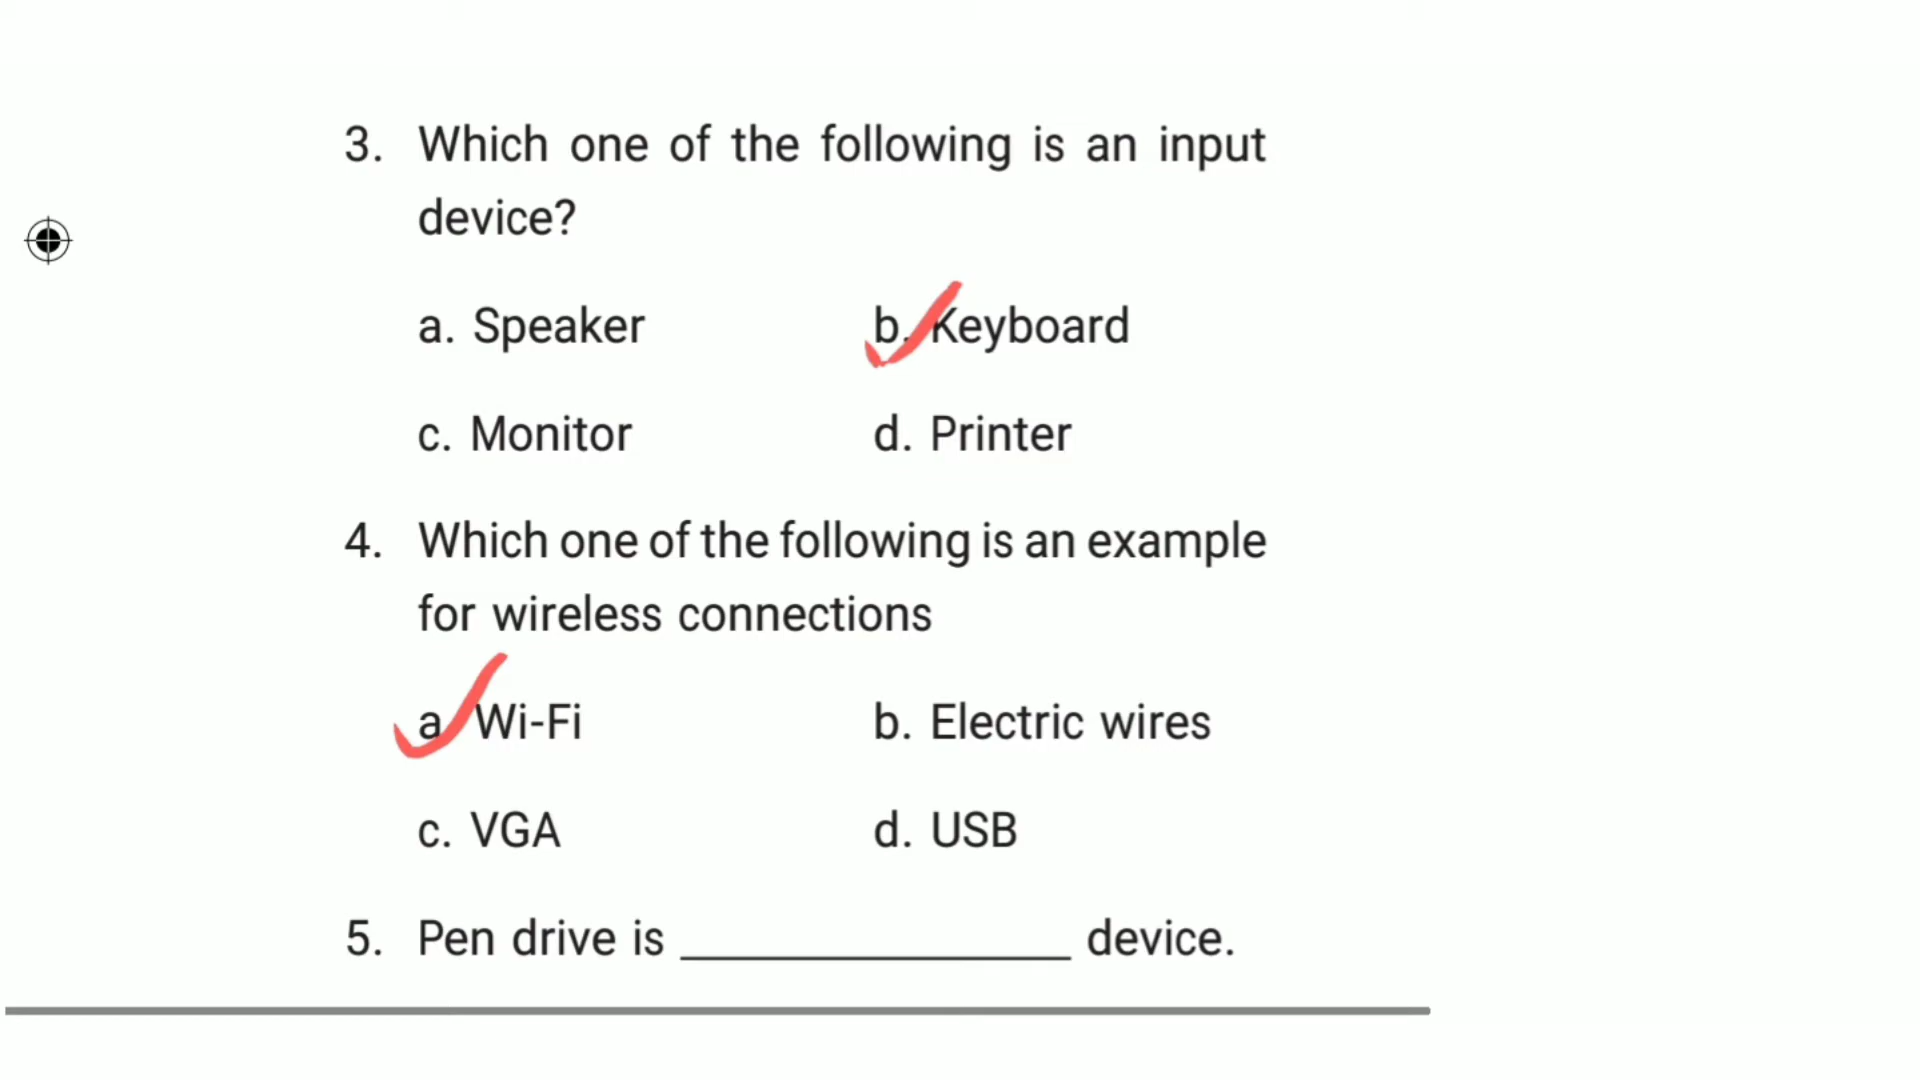 3. Which one of the following is an input
device?
a. Speaker b. Keyboard
c. Monitor d. Printer
4. Which one of the following is an example
for wireless connections
a Wi-Fi b. Electric wires
c. VGA d. USB
5. Pen drive is ________________ device.